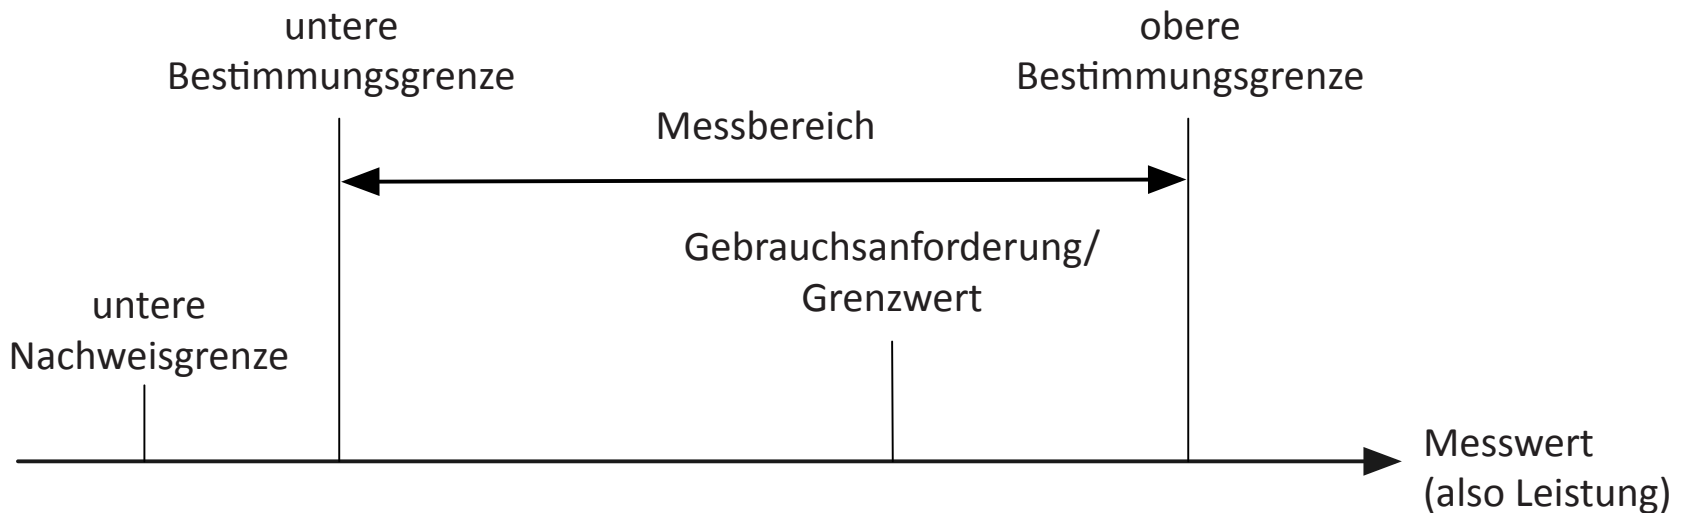 untere
Bestimmungsgrenze
obere
Bestimmungsgrenze
Messbereich
Gebrauchsanforderung/
Grenzwert
untere
Nachweisgrenze
Messwert
(also Leistung)